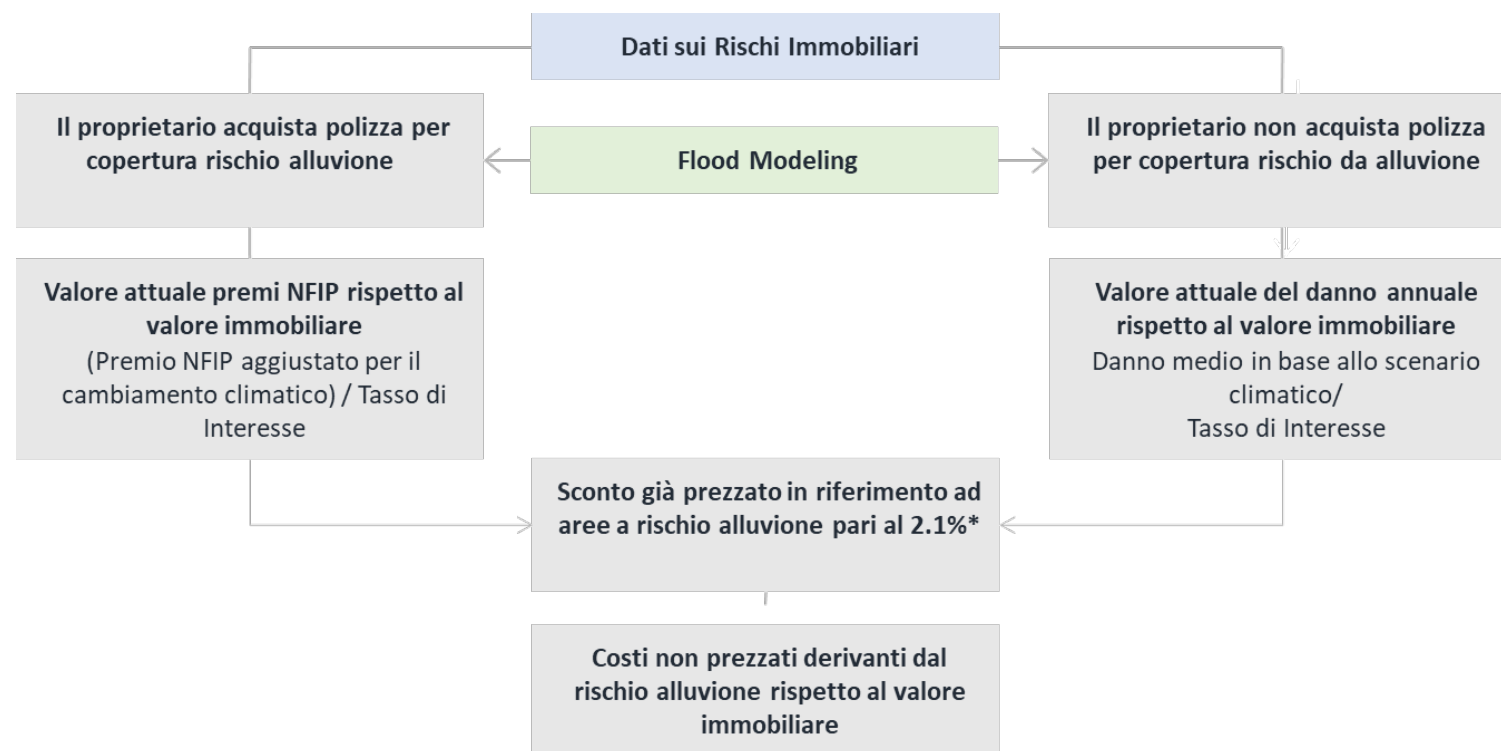 Dati sui Rischi Immobiliari
Il proprietario acquista polizza per
copertura rischio alluvione
Flood Modeling
Il proprietario non acquista polizza
per copertura rischio da alluvione
Valore attuale premi NFIP rispetto al
valore immobiliare
(Premio NFIP aggiustato per il
cambiamento climatico) / Tasso di
Interesse
Valore attuale del danno annuale
rispetto al valore immobiliare
Danno medio in base allo scenario
climatico/
Tasso di Interesse
Sconto già prezzato in riferimento ad
aree a rischio alluvione pari al 2.1%*
Costi non prezzati derivanti dal
rischio alluvione rispetto al valore
immobiliare